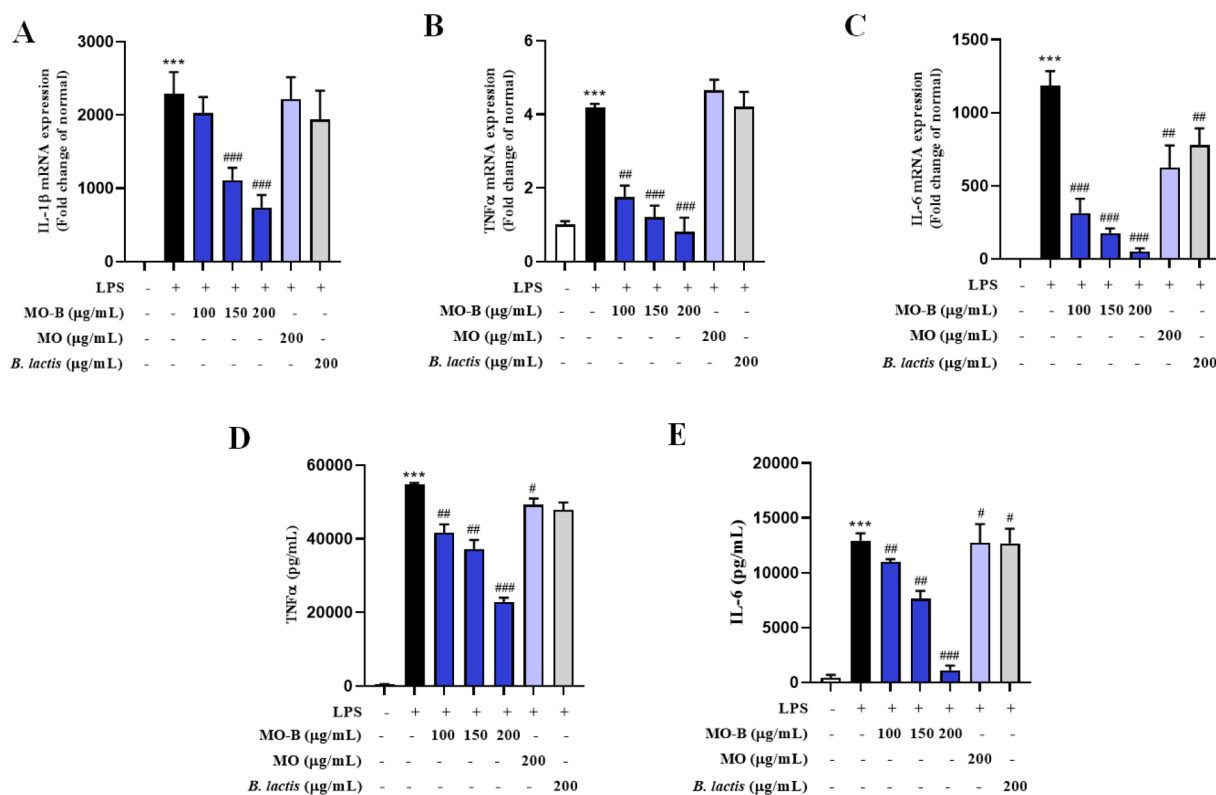 A
IL-1β mRNA expression
(Fold change of normal)
3000
2000
1000
0
***
###
###
LPS - + + + + + +
MO-B (µg/mL) - - 100 150 200 - -
MO (µg/mL) - - - - - 200 -
B. lactis (µg/mL) - - - - - - 200
B
TNFα mRNA expression
(Fold change of normal)
6
4
2
0
***
##
###
###
LPS - + + + + + +
MO-B (µg/mL) - - 100 150 200 - -
MO (µg/mL) - - - - - 200 -
B. lactis (µg/mL) - - - - - - 200
C
IL-6 mRNA expression
(Fold change of normal)
1500
1000
500
0
***
###
###
###
##
##
LPS - + + + + + +
MO-B (µg/mL) - - 100 150 200 - -
MO (µg/mL) - - - - - 200 -
B. lactis (µg/mL) - - - - - - 200
D
TNFα (pg/mL)
60000
40000
20000
0
***
##
##
###
#
LPS - + + + + + +
MO-B (µg/mL) - - 100 150 200 - -
MO (µg/mL) - - - - - 200 -
B. lactis (µg/mL) - - - - - - 200
E
IL-6 (pg/mL)
20000
15000
10000
5000
0
***
##
##
###
#
#
LPS - + + + + + +
MO-B (µg/mL) - - 100 150 200 - -
MO (µg/mL) - - - - - 200 -
B. lactis (µg/mL) - - - - - - 200